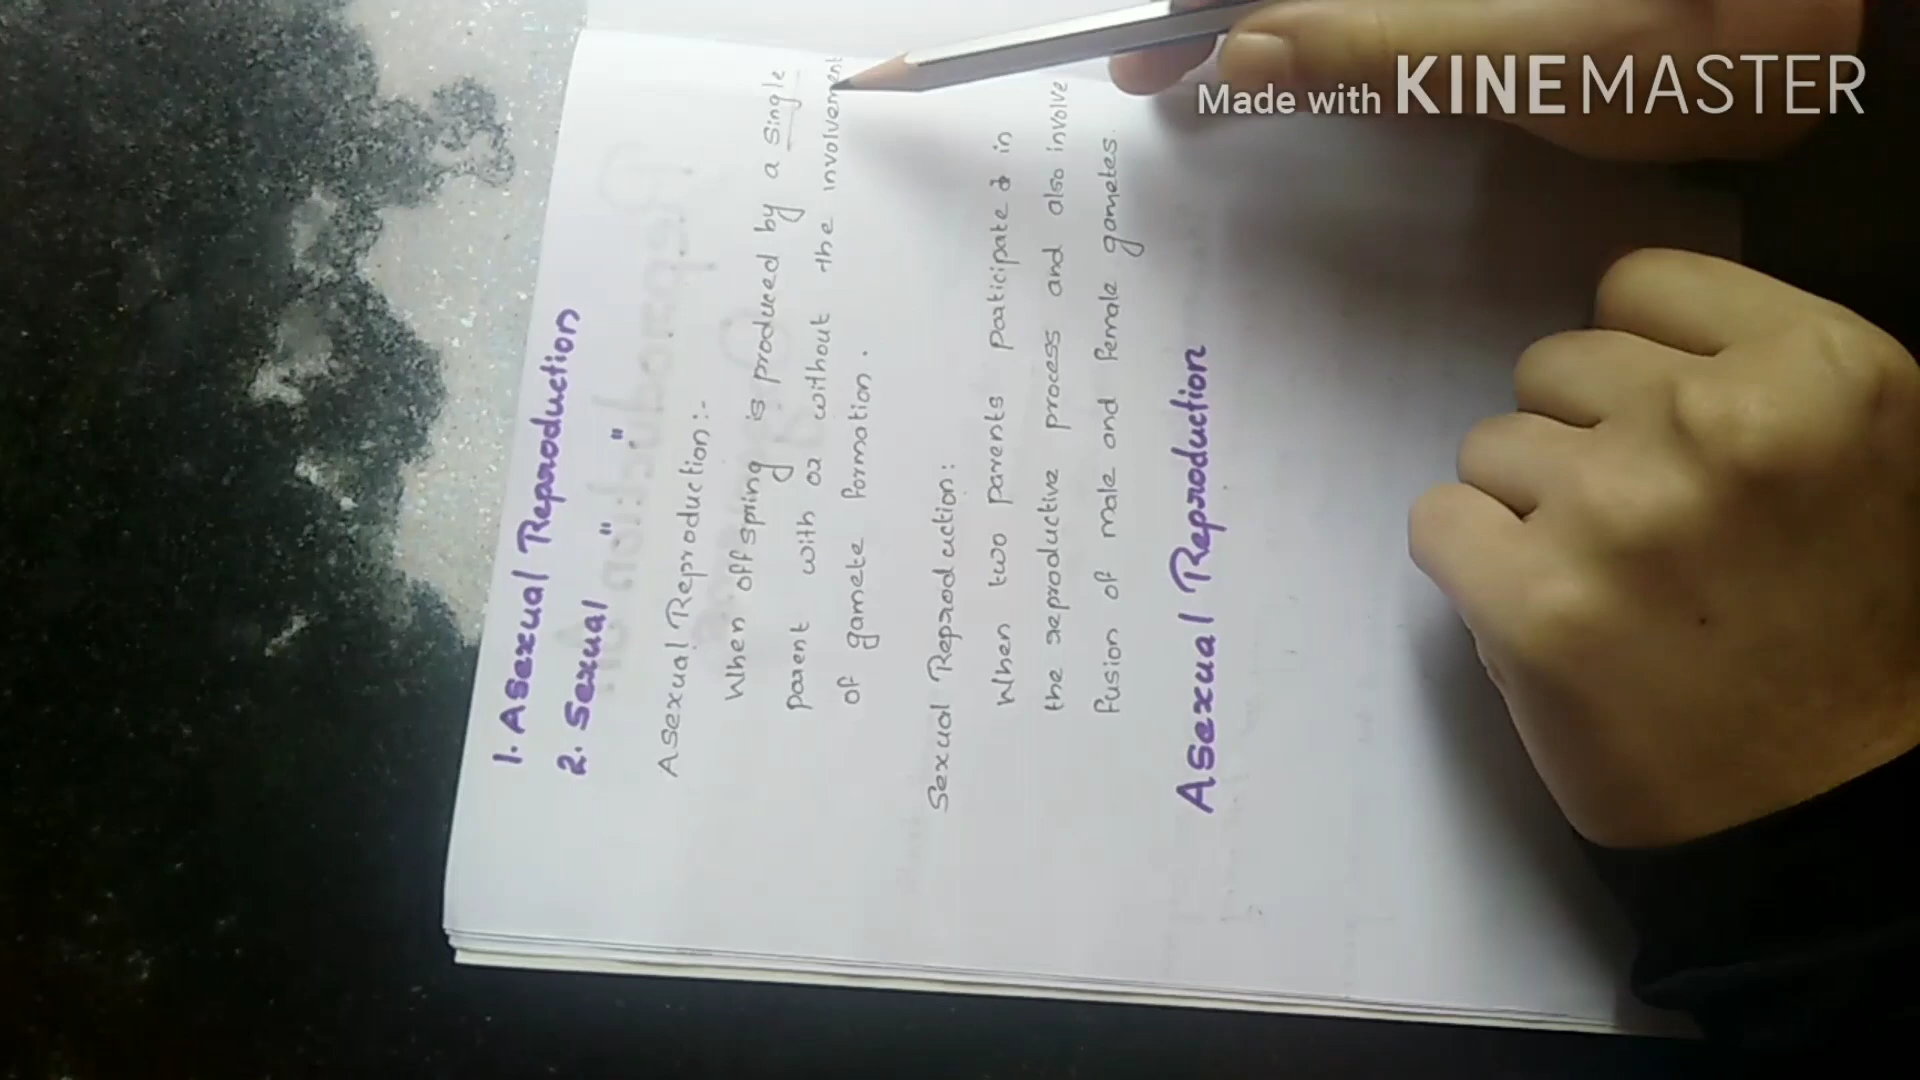 Made with KINEMASTER
1. Asexual Reproduction
2. Sexual " "
Asexual Reproduction:-
When offspring is produced by a single
parent with or without the involvement
of gamete formation.
Sexual Reproduction:
When two parents participate in
the reproductive process and also involve
fusion of male and female gametes.
Asexual Reproduction